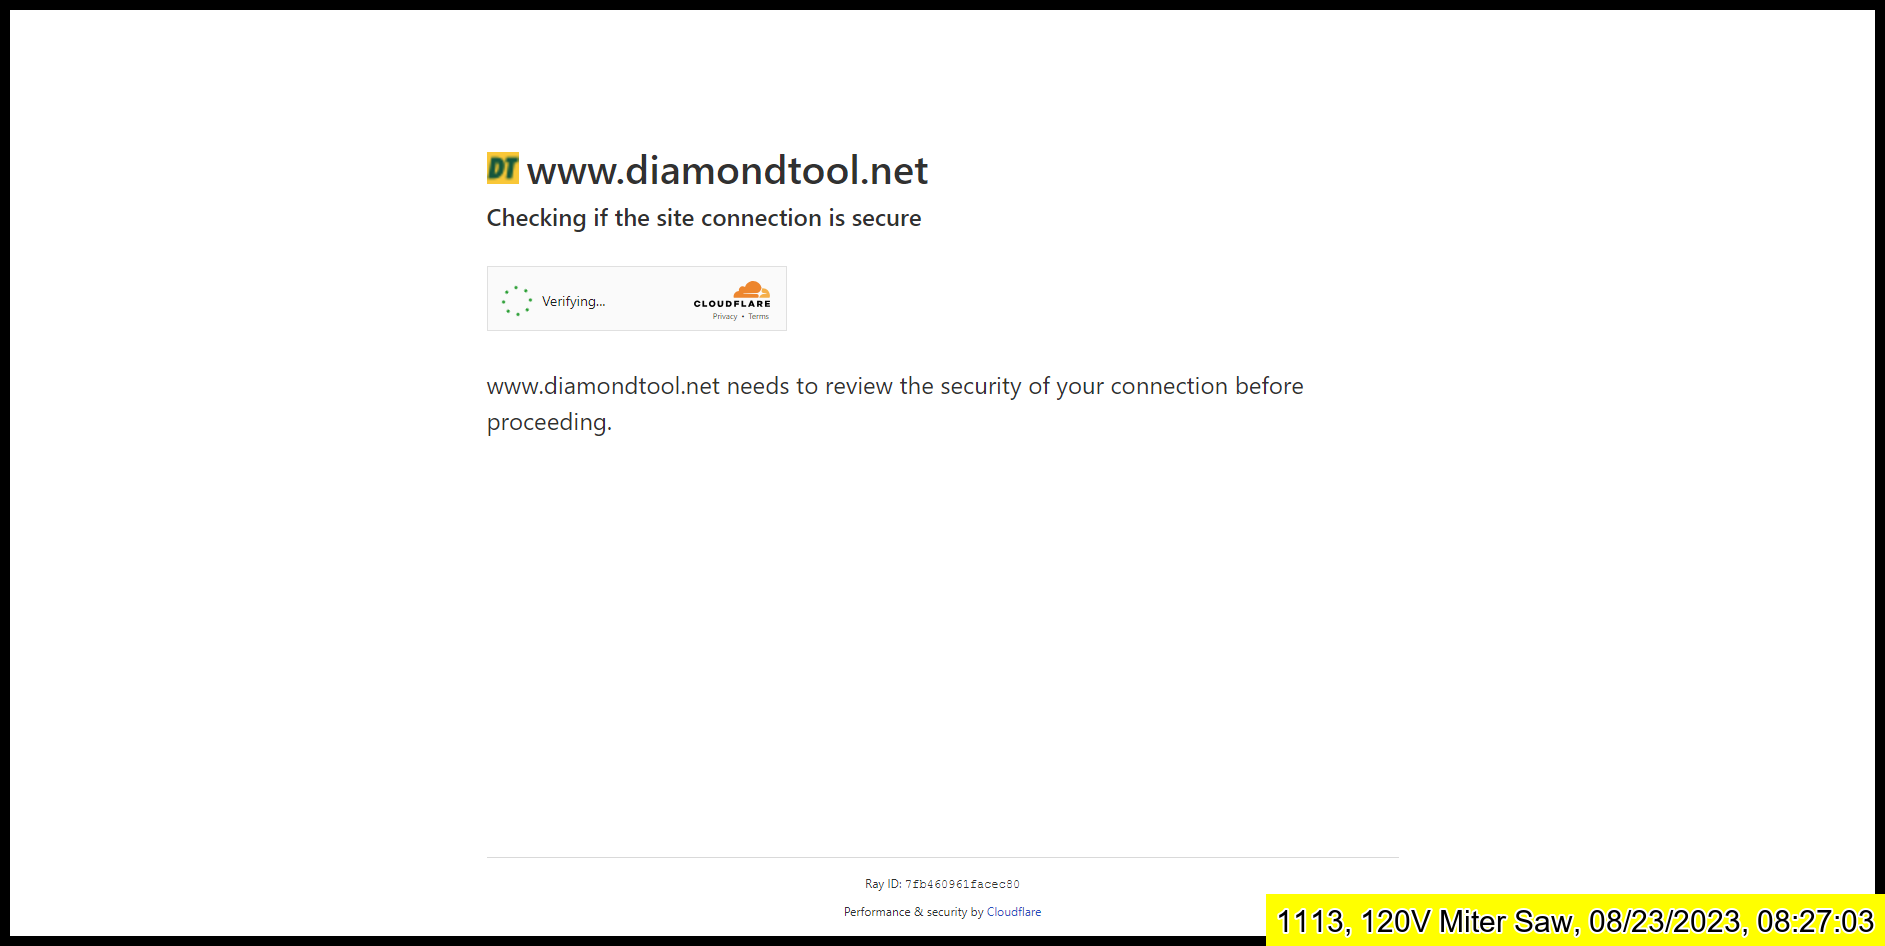 DT www.diamondtool.net
Checking if the site connection is secure
Verifying...
CLOUDFLARE
Privacy • Terms
www.diamondtool.net needs to review the security of your connection before
proceeding.
Ray ID: 7fb460961facec80
Performance & security by Cloudflare
1113, 120V Miter Saw, 08/23/2023, 08:27:03